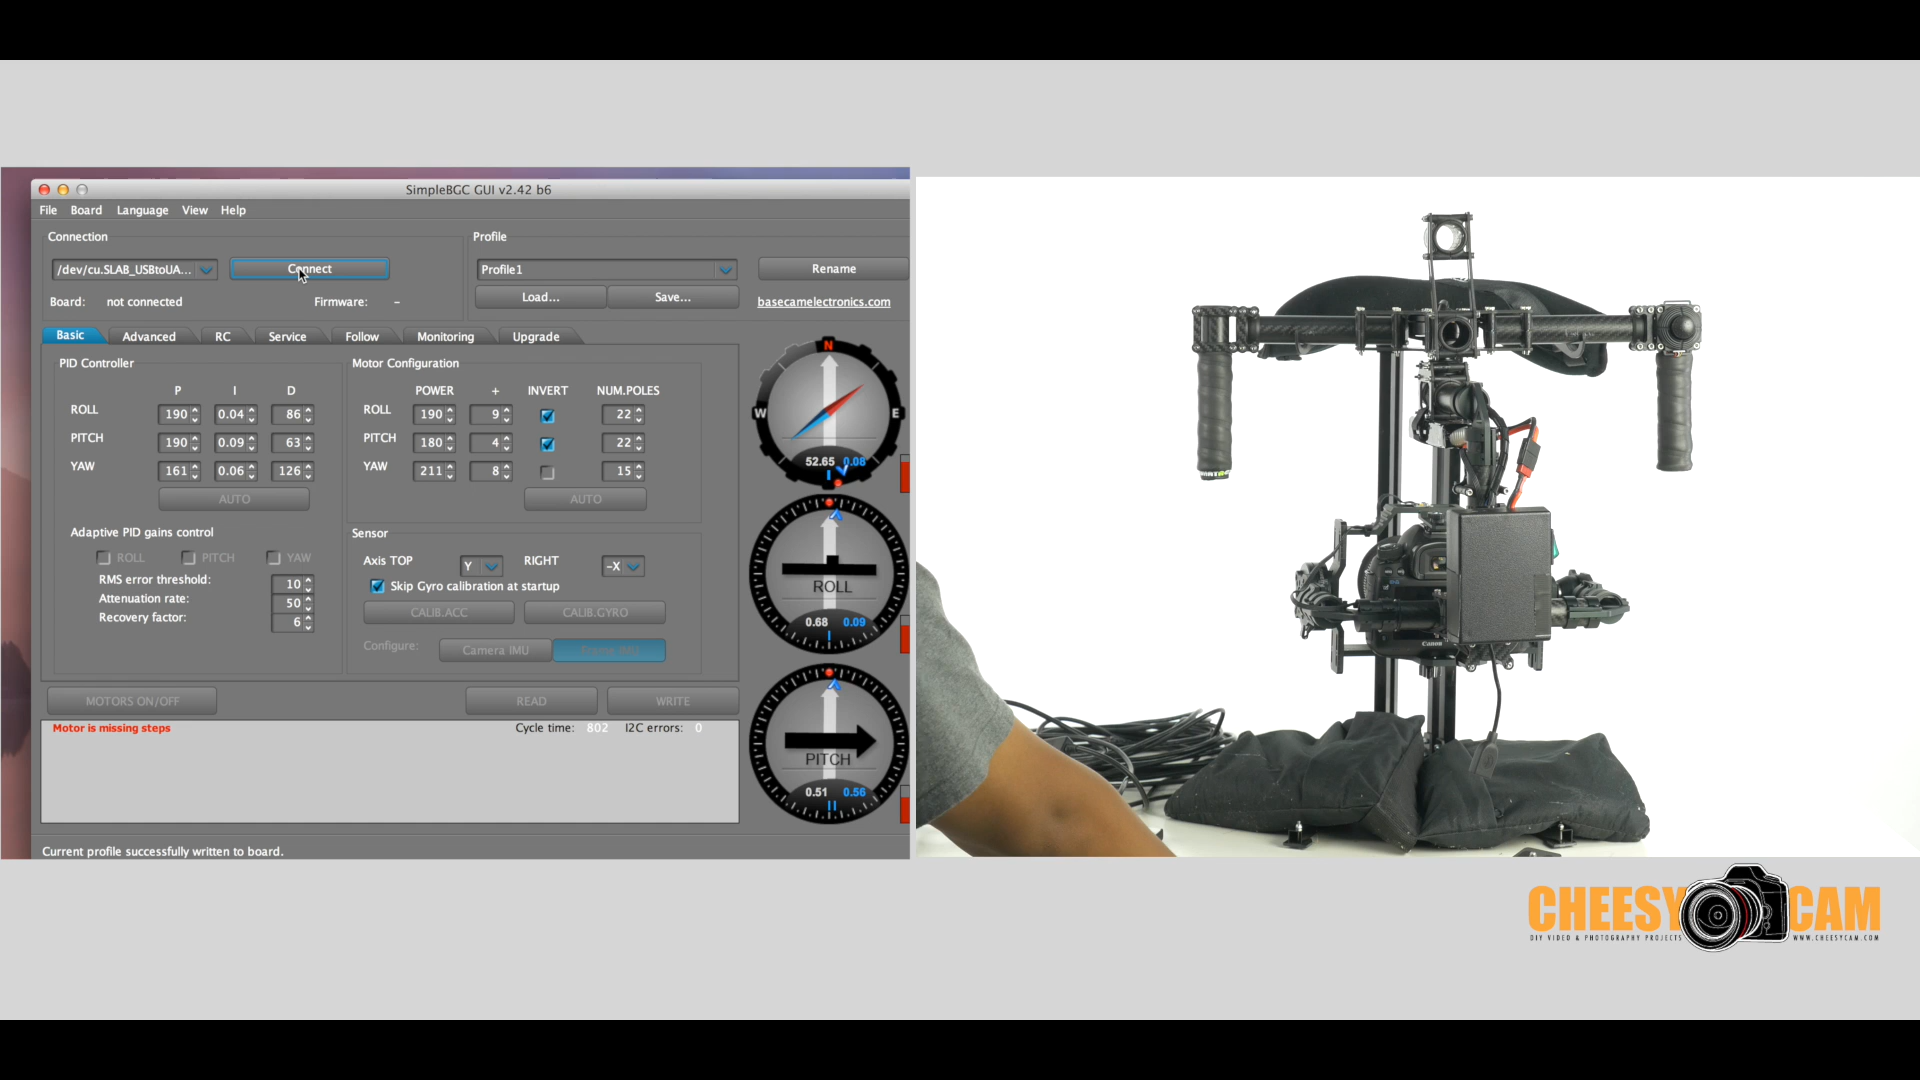 SimpleBGC GUI v2.42 b6
File Board Language View Help
Connection
Profile
/dev/cu.SLAB_USBtoUA...
Connect
Profile1
Rename
Board: not connected
Firmware: -
Load...
Save...
basecamelectronics.com
Basic Advanced RC Service Follow Monitoring Upgrade
PID Controller
P I D
ROLL 190 0.04 86
PITCH 190 0.09 63
YAW 161 0.06 126
AUTO
Motor Configuration
POWER + INVERT NUM.POLES
ROLL 190 9 22
PITCH 180 4 22
YAW 211 8 15
AUTO
Adaptive PID gains control
ROLL PITCH YAW
RMS error threshold: 10
Attenuation rate: 50
Recovery factor: 6
Sensor
Axis TOP Y RIGHT -X
Skip Gyro calibration at startup
CALIB.ACC CALIB.GYRO
Configure: Camera IMU Frame IMU
MOTORS ON/OFF READ WRITE
Motor is missing steps
Cycle time: 802 I2C errors: 0
Current profile successfully written to board.
N
W E
52.65 0.08
ROLL
0.68 0.09
PITCH
0.51 0.56
Canon
CHEESYCAM
DIY VIDEO & PHOTOGRAPHY PROJECTS WWW.CHEESYCAM.COM